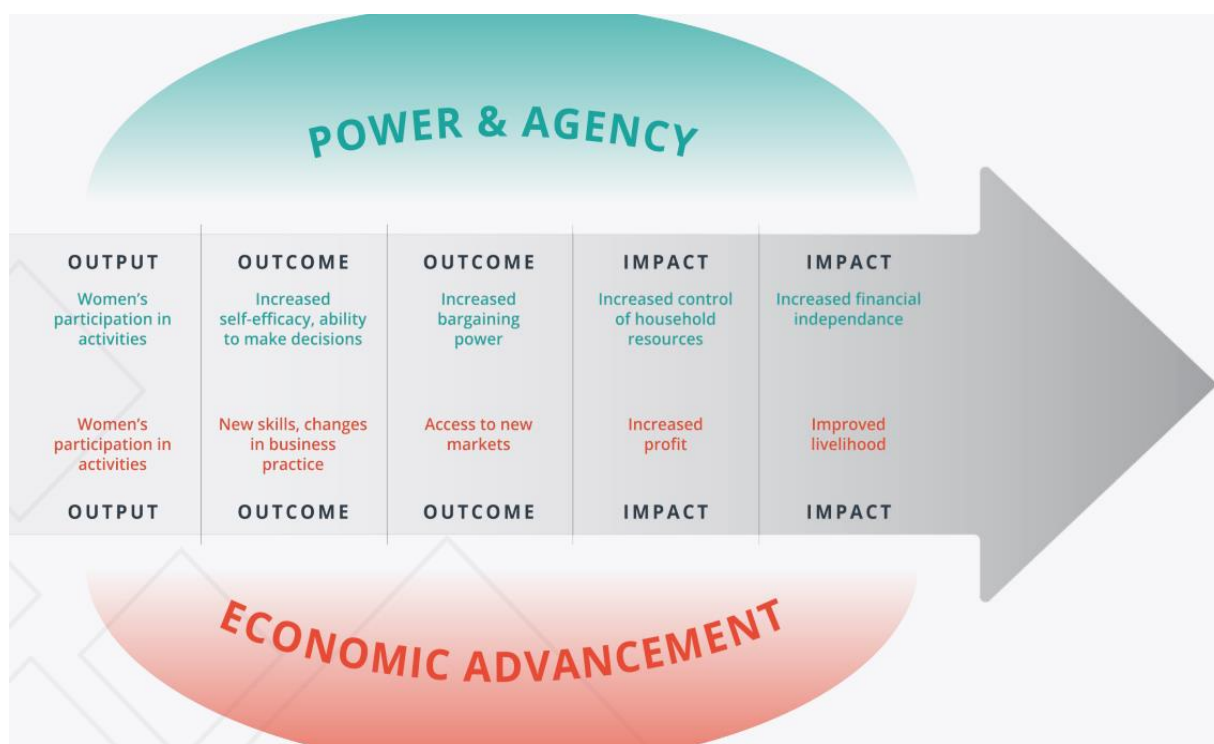 POWER & AGENCY
OUTPUT
Women's
participation in
activities
OUTCOME
Increased
self-efficacy, ability
to make decisions
OUTCOME
Increased
bargaining
power
IMPACT
Increased control
of household
resources
IMPACT
Increased financial
independance
Women's
participation in
activities
OUTPUT
New skills, changes
in business
practice
OUTCOME
Access to new
markets
OUTCOME
Increased
profit
IMPACT
Improved
livelihood
IMPACT
ECONOMIC ADVANCEMENT